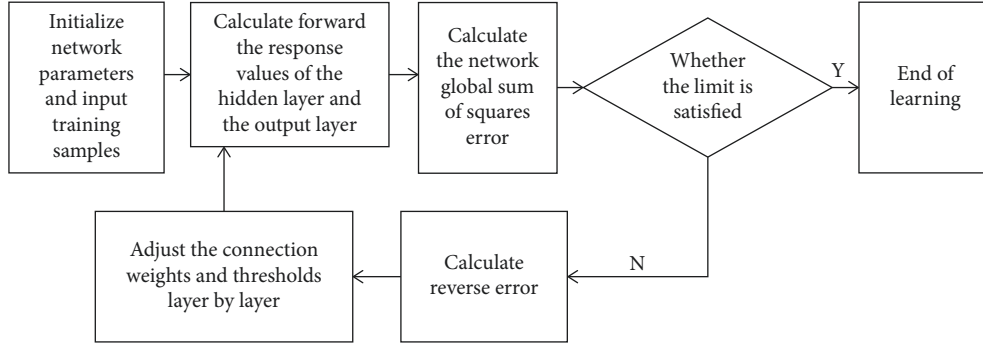 Initialize
network
parameters
and input
training
samples
Calculate forward
the response
values of the
hidden layer and
the output layer
Calculate
the network
global sum
of squares
error
Whether
the limit is
satisfied
Y
End of
learning
N
Calculate
reverse error
Adjust the connection
weights and thresholds
layer by layer